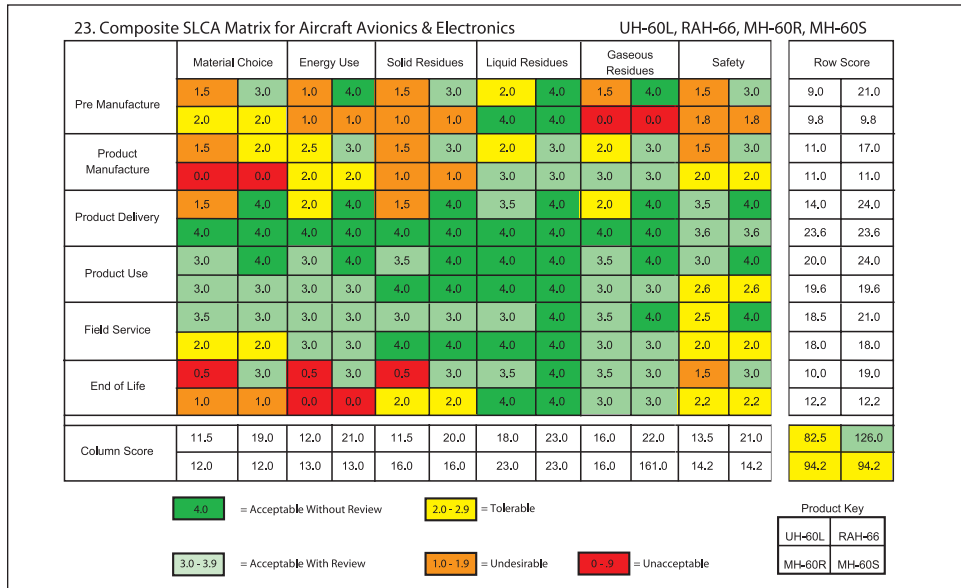 23. Composite SLCA Matrix for Aircraft Avionics & Electronics UH-60L, RAH-66, MH-60R, MH-60S
Material Choice Energy Use Solid Residues Liquid Residues Gaseous Residues Safety Row Score
Pre Manufacture
1.5 3.0 1.0 4.0 1.5 3.0 2.0 4.0 1.5 4.0 1.5 3.0 9.0 21.0
2.0 2.0 1.0 1.0 1.0 1.0 4.0 4.0 0.0 0.0 1.8 1.8 9.8 9.8
Product Manufacture
1.5 2.0 2.5 3.0 1.5 3.0 2.0 3.0 2.0 3.0 1.5 3.0 11.0 17.0
0.0 0.0 2.0 2.0 1.0 1.0 3.0 3.0 3.0 3.0 2.0 2.0 11.0 11.0
Product Delivery
1.5 4.0 2.0 4.0 1.5 4.0 3.5 4.0 2.0 4.0 3.5 4.0 14.0 24.0
4.0 4.0 4.0 4.0 4.0 4.0 4.0 4.0 4.0 4.0 3.6 3.6 23.6 23.6
Product Use
3.0 4.0 3.0 4.0 3.5 4.0 4.0 4.0 3.5 4.0 3.0 4.0 20.0 24.0
3.0 3.0 3.0 3.0 4.0 4.0 4.0 4.0 3.0 3.0 2.6 2.6 19.6 19.6
Field Service
3.5 3.0 3.0 3.0 3.0 3.0 3.0 4.0 3.5 4.0 2.5 4.0 18.5 21.0
2.0 2.0 3.0 3.0 4.0 4.0 4.0 4.0 3.0 3.0 2.0 2.0 18.0 18.0
End of Life
0.5 3.0 0.5 3.0 0.5 3.0 3.5 4.0 3.5 3.0 1.5 3.0 10.0 19.0
1.0 1.0 0.0 0.0 2.0 2.0 4.0 4.0 3.0 3.0 2.2 2.2 12.2 12.2
Column Score
11.5 19.0 12.0 21.0 11.5 20.0 18.0 23.0 16.0 22.0 13.5 21.0 82.5 126.0
12.0 12.0 13.0 13.0 16.0 16.0 23.0 23.0 16.0 161.0 14.2 14.2 94.2 94.2
4.0 = Acceptable Without Review 2.0 - 2.9 = Tolerable
3.0 - 3.9 = Acceptable With Review 1.0 - 1.9 = Undesirable 0 - .9 = Unacceptable
Product Key
UH-60L RAH-66
MH-60R MH-60S